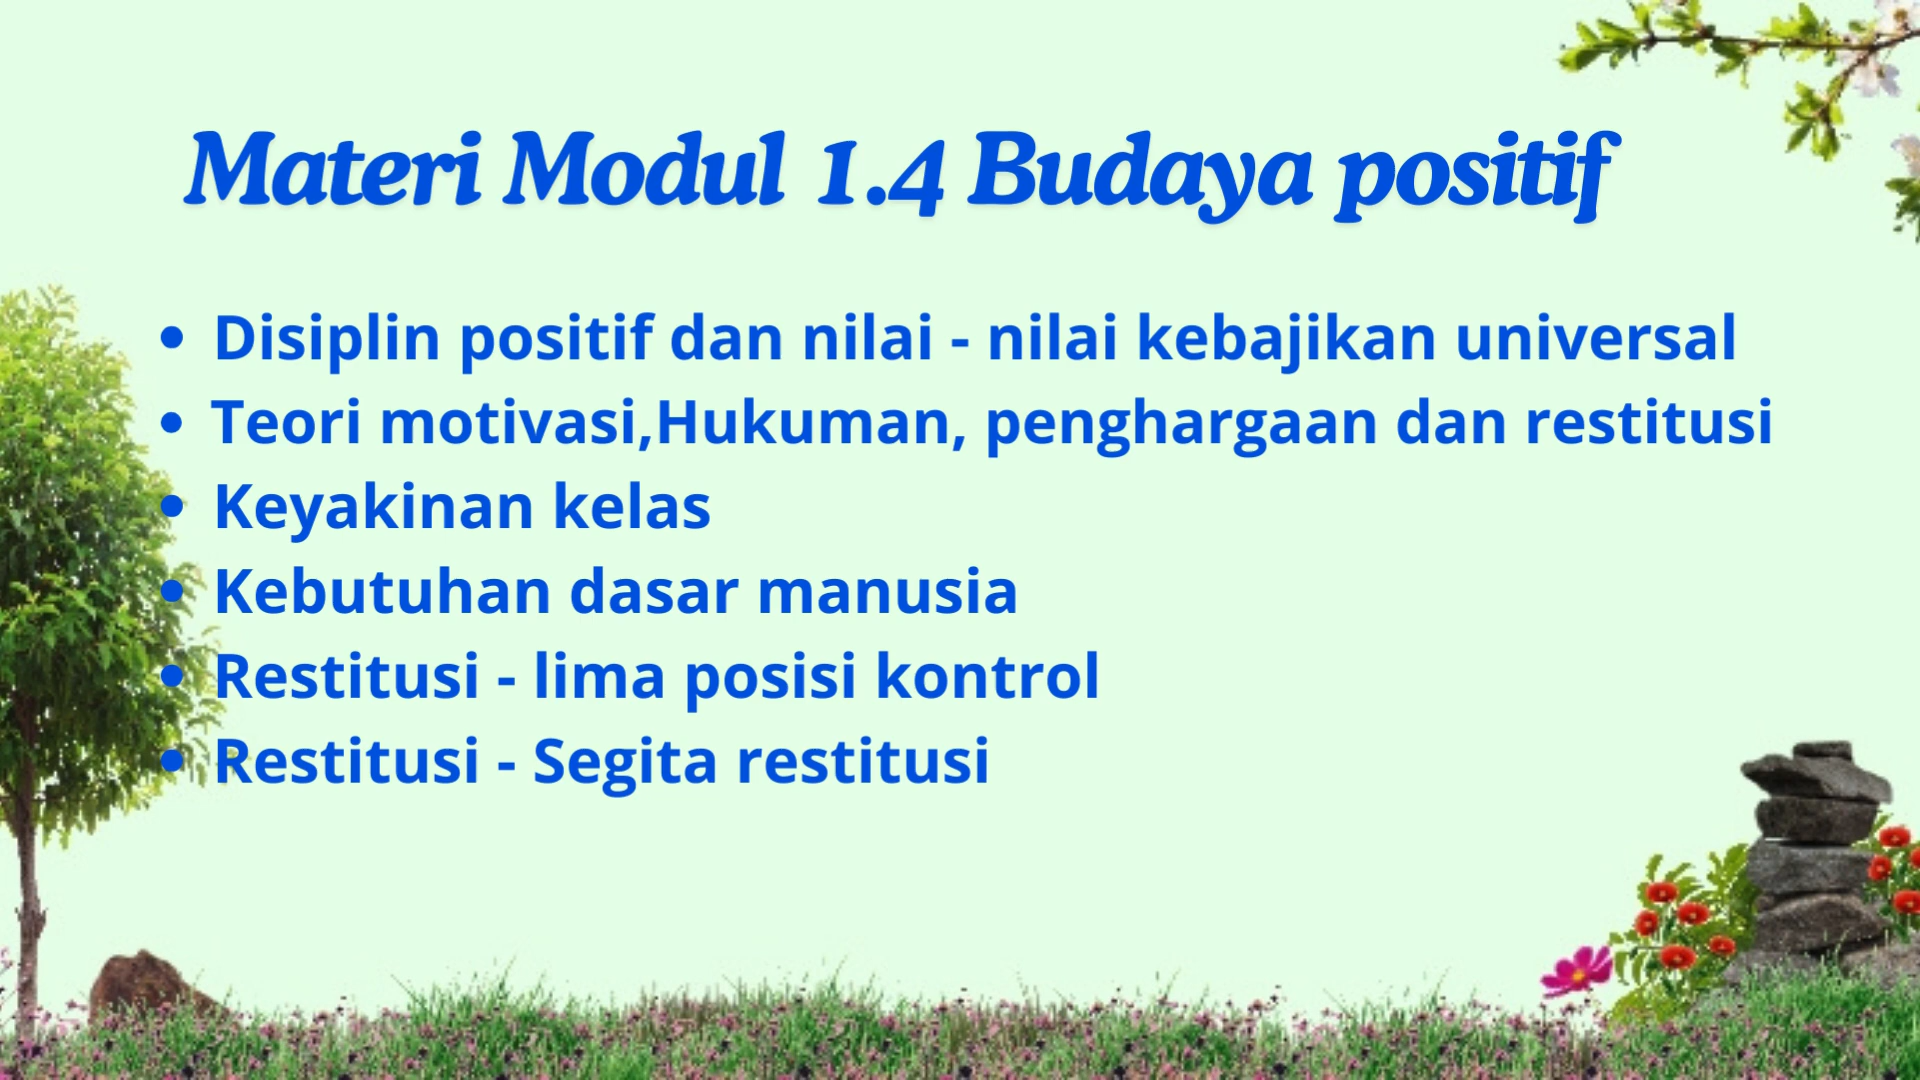 Materi Modul 1.4 Budaya positif
• Disiplin positif dan nilai - nilai kebajikan universal
• Teori motivasi,Hukuman, penghargaan dan restitusi
• Keyakinan kelas
• Kebutuhan dasar manusia
• Restitusi - lima posisi kontrol
• Restitusi - Segita restitusi